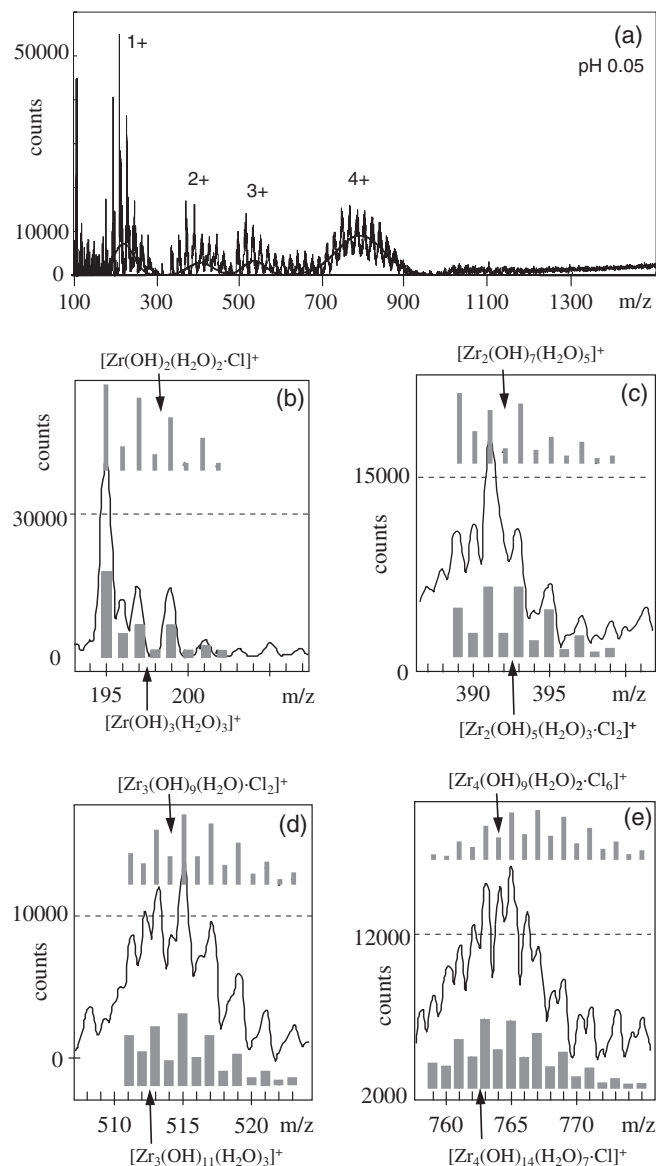 (a)
pH 0.05
1+
2+
3+
4+
counts
50000
10000
0
100 300 500 700 900 1100 1300 m/z
[Zr(OH)₂(H₂O)₂·Cl]⁺
(b)
counts
30000
0
195 200 m/z
[Zr(OH)₃(H₂O)₃]⁺
[Zr₂(OH)₇(H₂O)₅]⁺
(c)
15000
counts
0
390 395 m/z
[Zr₂(OH)₅(H₂O)₃·Cl₂]⁺
[Zr₃(OH)₉(H₂O)·Cl₂]⁺
(d)
10000
counts
0
510 515 520 m/z
[Zr₃(OH)₁₁(H₂O)₃]⁺
[Zr₄(OH)₉(H₂O)₂·Cl₆]⁺
(e)
12000
counts
2000
760 765 770 m/z
[Zr₄(OH)₁₄(H₂O)₇·Cl]⁺